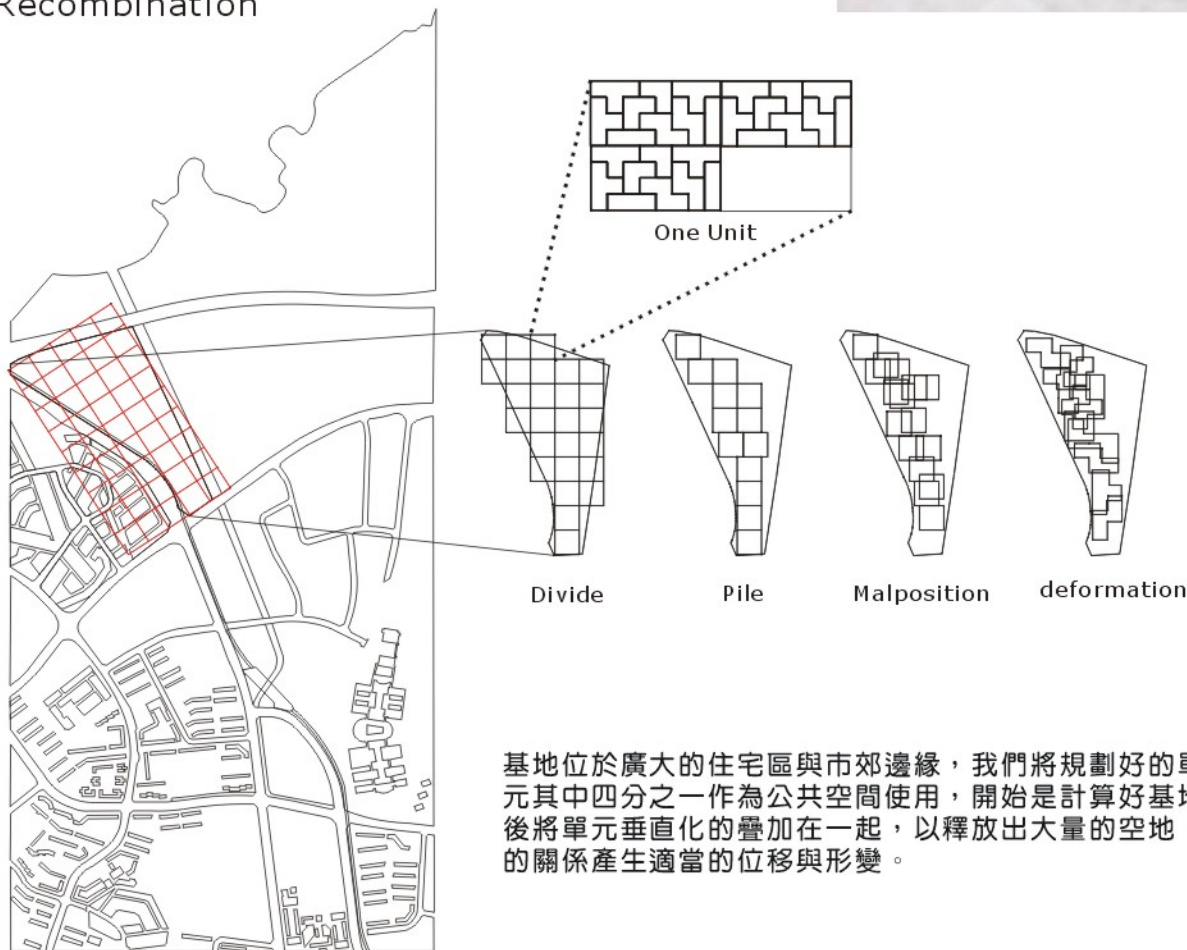 Recombination
One Unit
Divide
Pile
Malposition
deformation
基地位於廣大的住宅區與市郊邊緣，我們將規劃好的單
元其中四分之一作為公共空間使用，開始是計算好基地
後將單元垂直化的疊加在一起，以釋放出大量的空地
的關係產生適當的位移與形變。